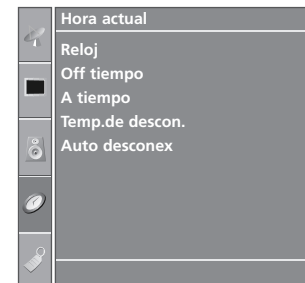 Hora actual
Reloj
Off tiempo
A tiempo
Temp.de descon.
Auto desconex